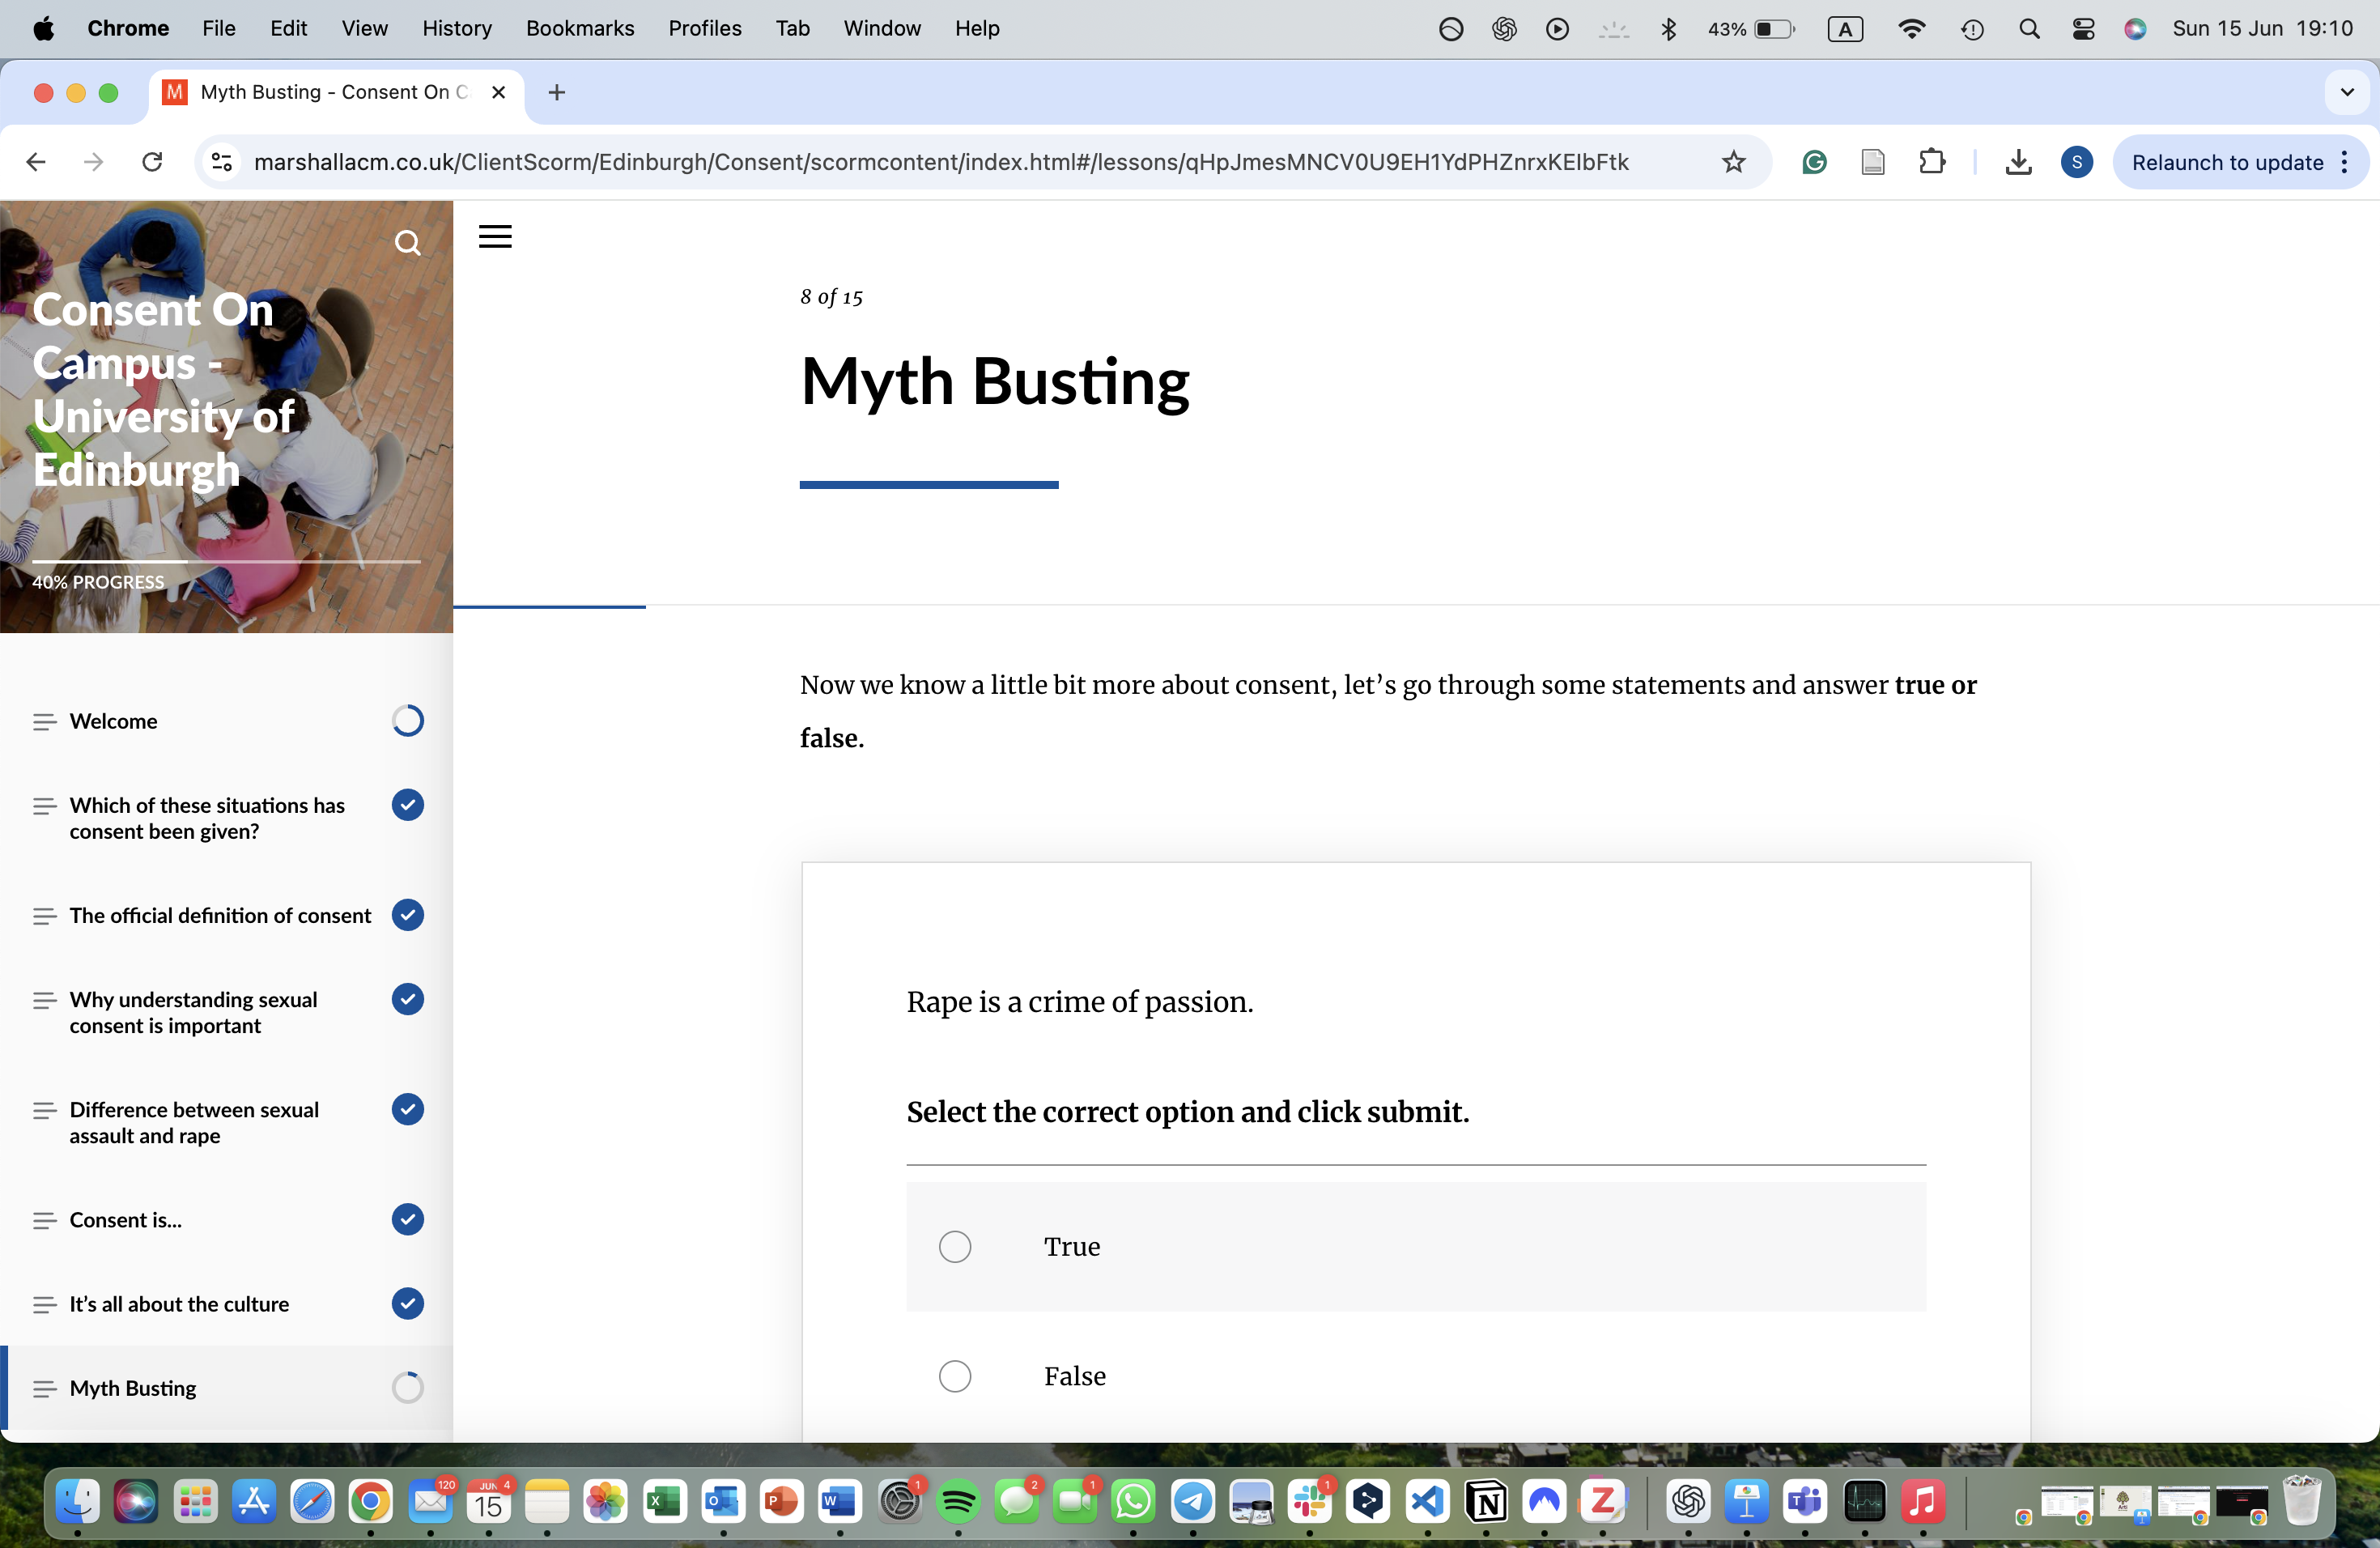 Chrome File Edit View History Bookmarks Profiles Tab Window Help 43% A Sun 15 Jun 19:10
M Myth Busting - Consent On C
marshallacm.co.uk/ClientScorm/Edinburgh/Consent/scormcontent/index.html#/lessons/qHpJmesMNCV0U9EH1YdPHZnrxKEIbFtk S Relaunch to update
Consent On
Campus -
University of
Edinburgh
40% PROGRESS
Welcome
Which of these situations has
consent been given?
The official definition of consent
Why understanding sexual
consent is important
Difference between sexual
assault and rape
Consent is...
It’s all about the culture
Myth Busting
8 of 15
Myth Busting
Now we know a little bit more about consent, let’s go through some statements and answer true or
false.
Rape is a crime of passion.
Select the correct option and click submit.
True
False
120 JUN 4 15 X O P W 1 2 1 1 N Z T